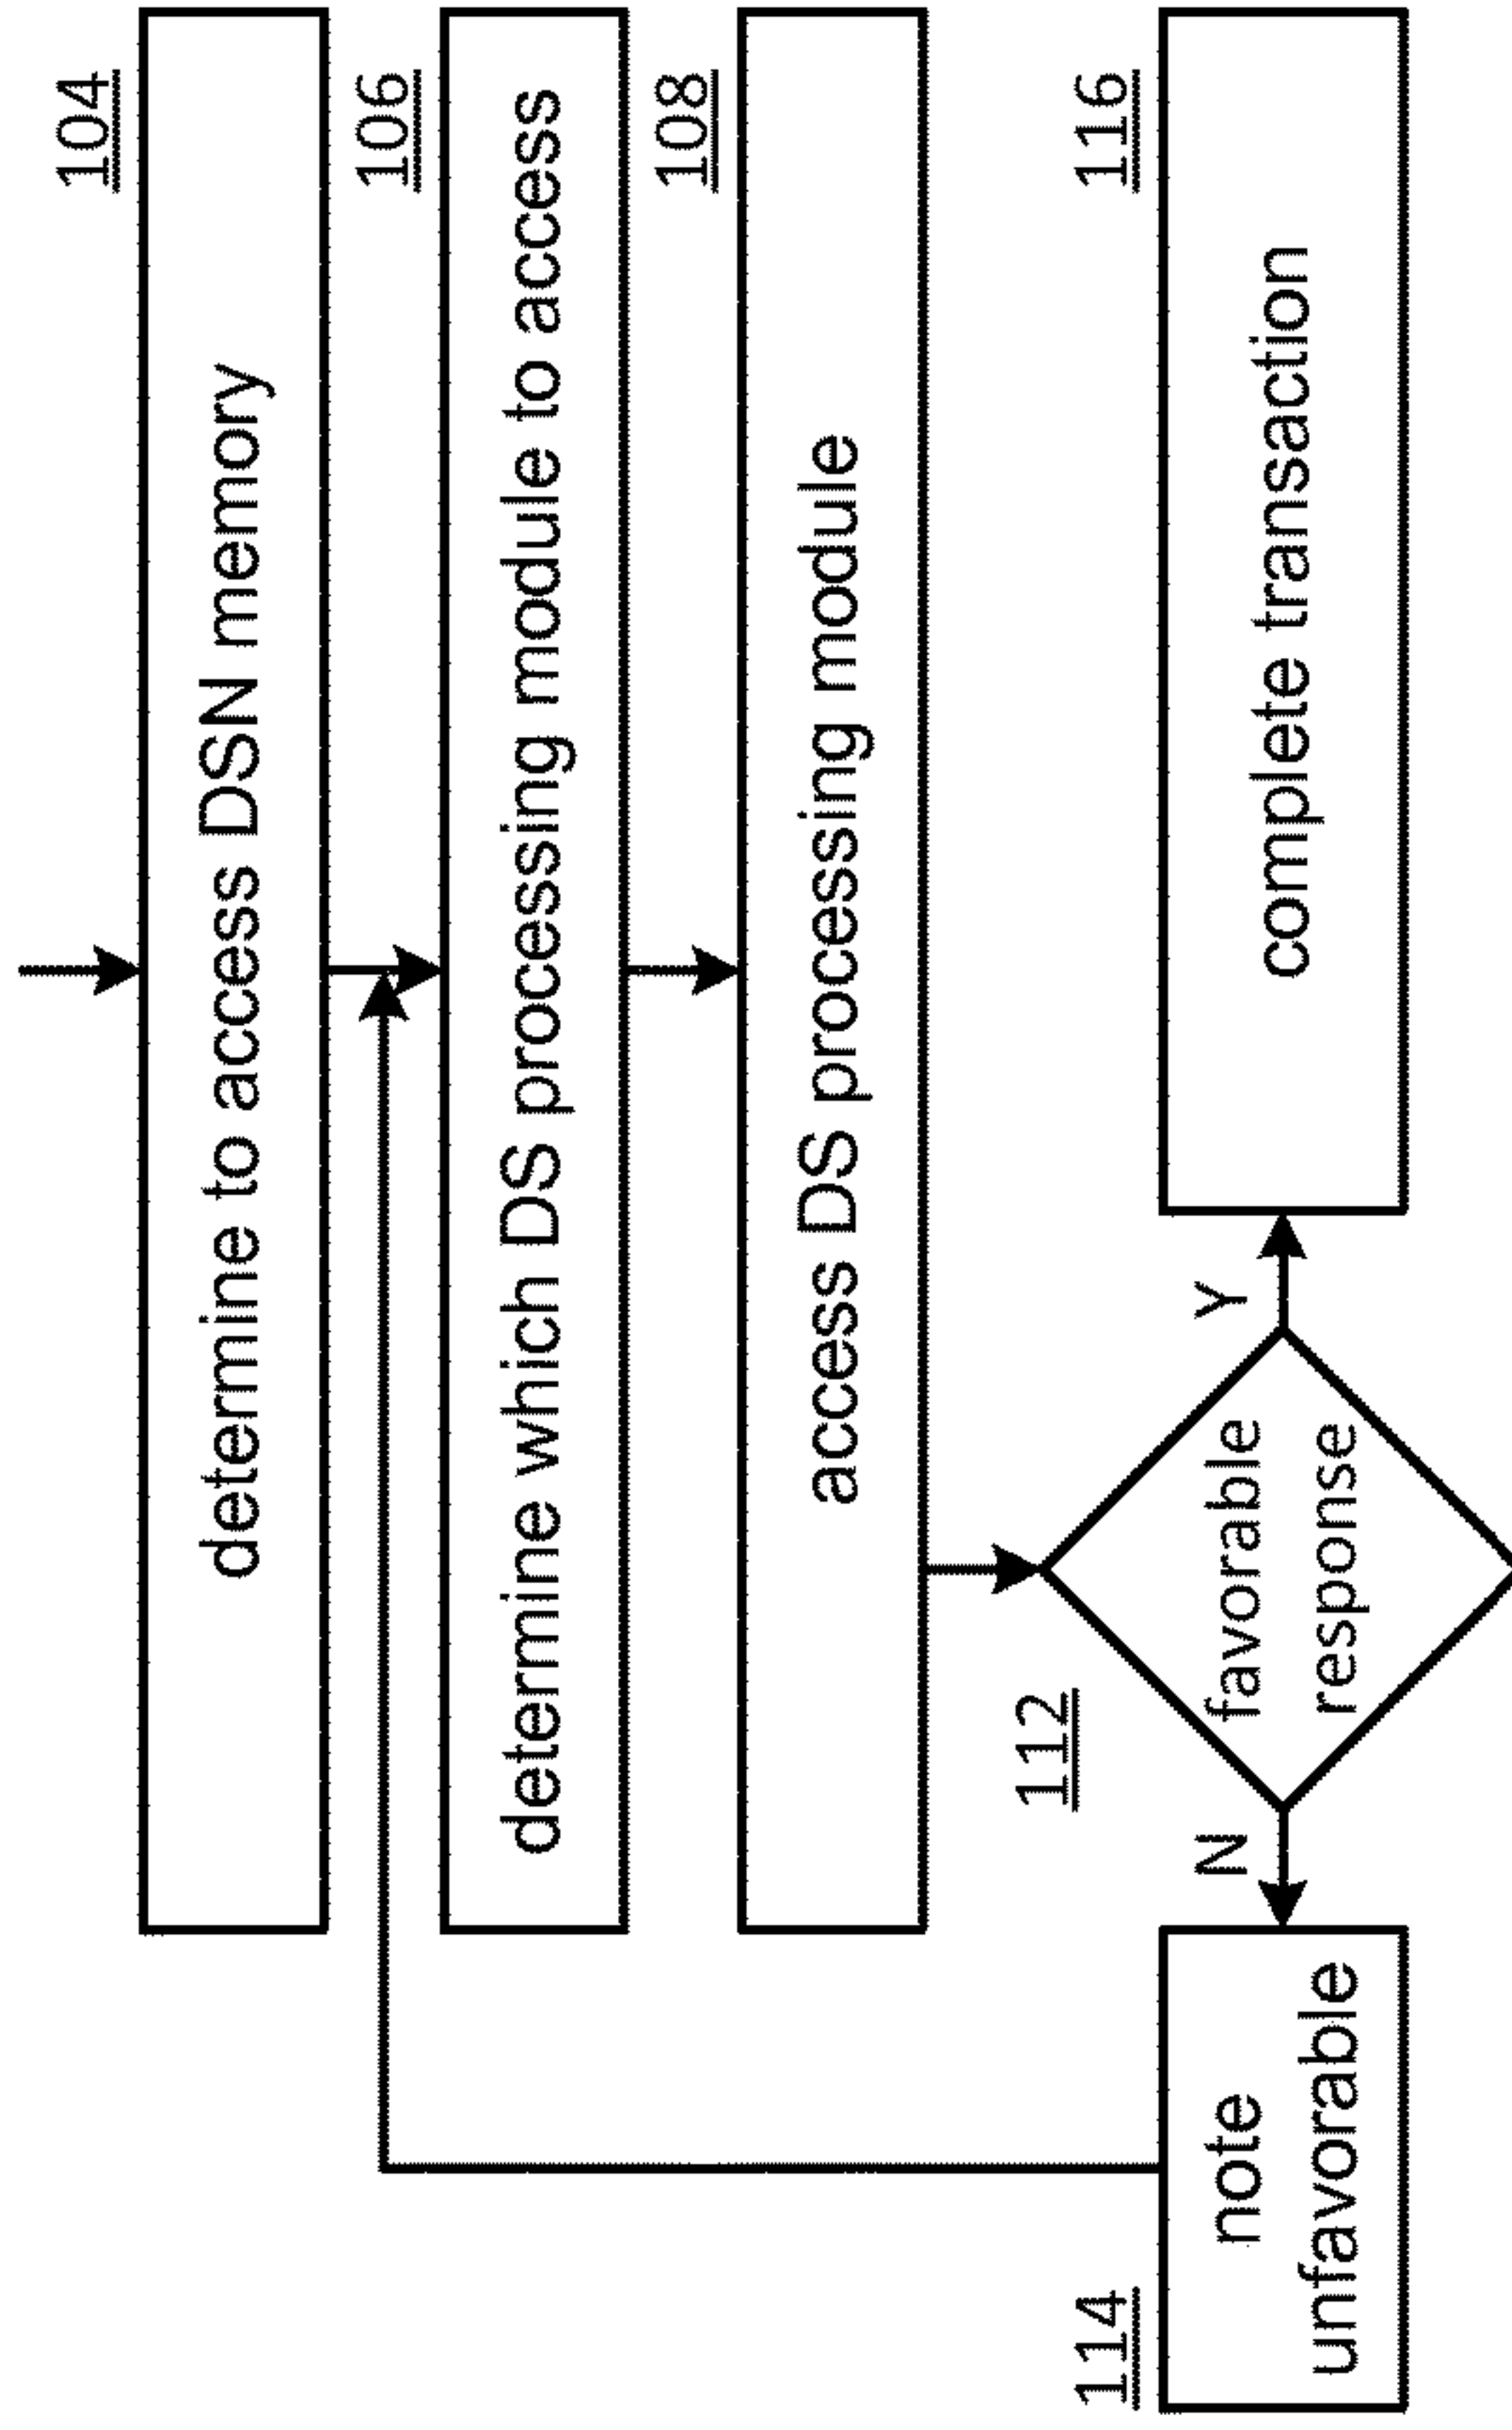 104
determine to access DSN memory
106
determine which DS processing module to access
108
access DS processing module
112
114
116
note
unfavorable
N
favorable
response
Y
complete transaction